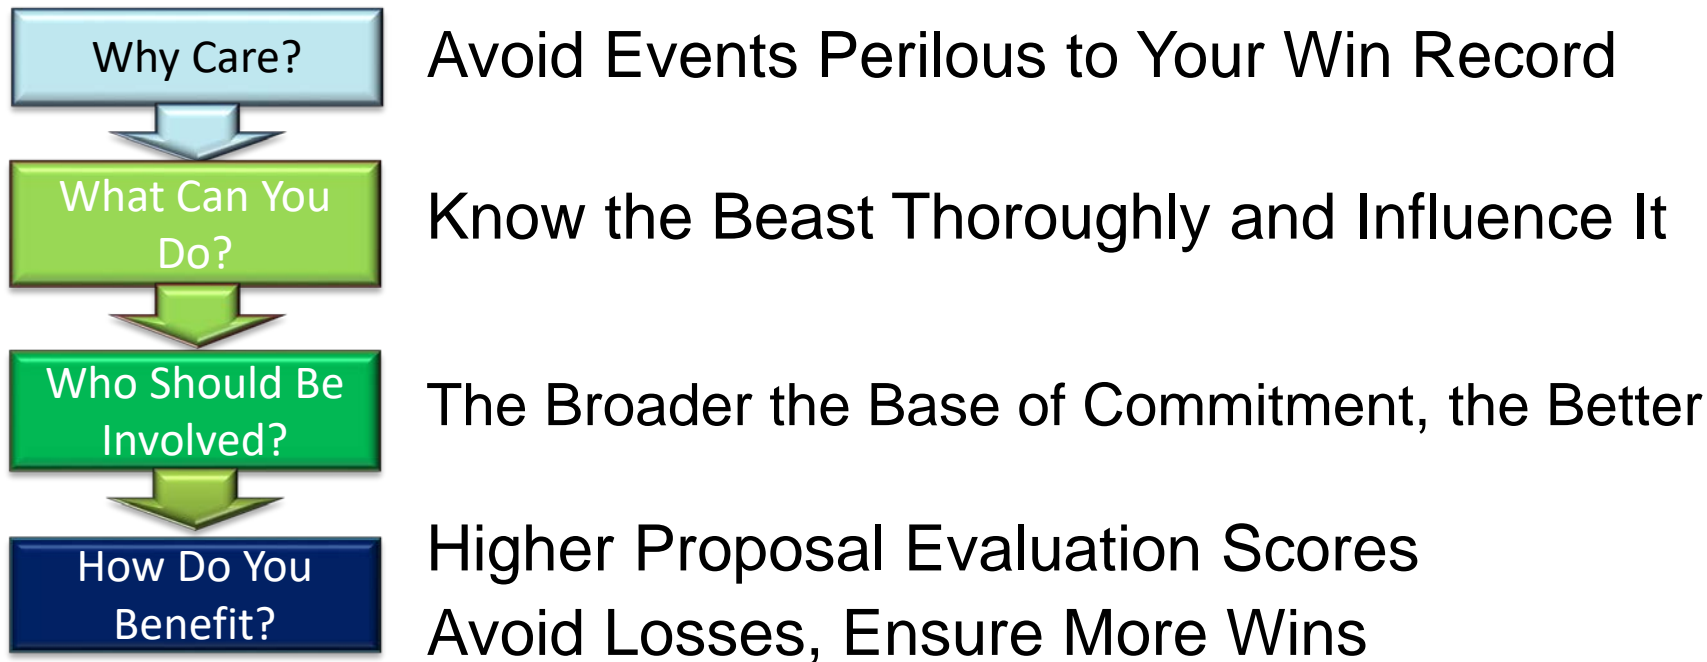 Why Care?
Avoid Events Perilous to Your Win Record
What Can You
Do?
Know the Beast Thoroughly and Influence It
Who Should Be
Involved?
The Broader the Base of Commitment, the Better
How Do You
Benefit?
Higher Proposal Evaluation Scores
Avoid Losses, Ensure More Wins